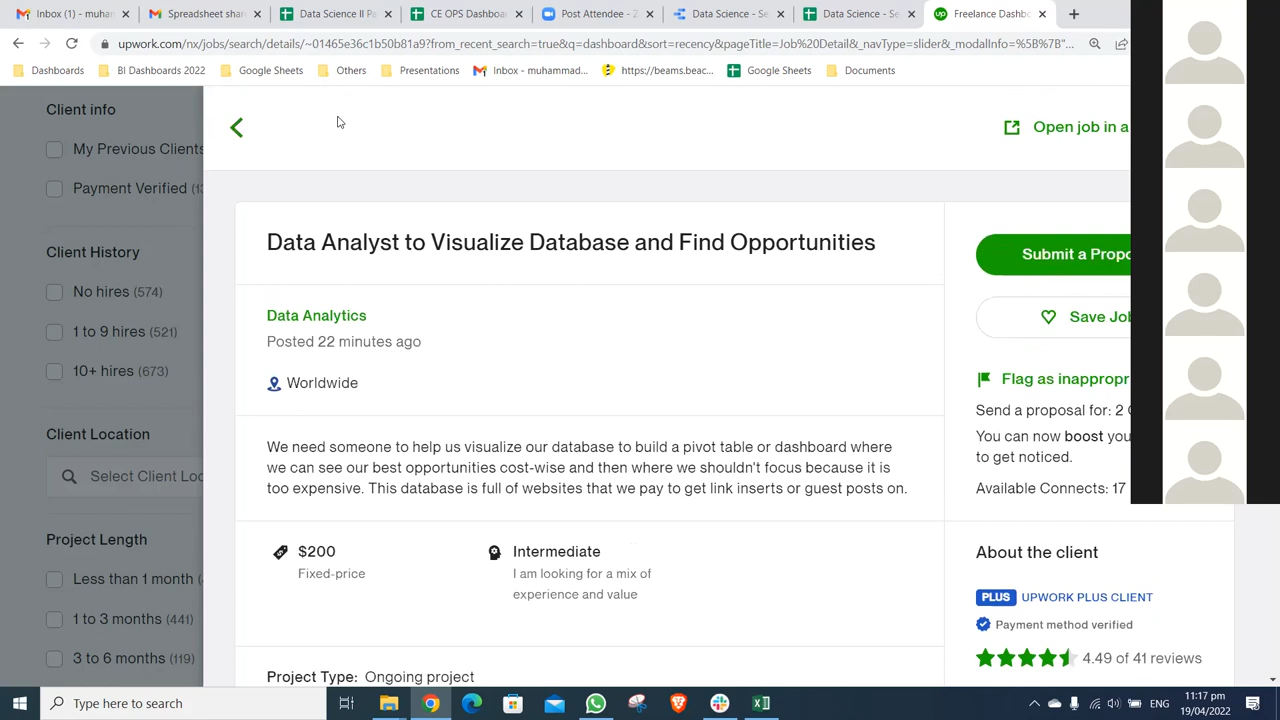 Inbox (1) - muhan
Spreadsheet sha
Data Science II Pa
CE OPS Dashboa
Post Attendee - Z
Data Science - Se
Data Science - Se
Freelance Dashbo
upwork.com/nx/jobs/search/details/~01465e36c1b50b81a9?from_recent_search=true&q=dashboard&sort=recency&pageTitle=Job%20Detail&_navType=slider&_modalInfo=%5B%7B"...
Dashboards
BI Dashboards 2022
Google Sheets
Others
Presentations
Inbox - muhammad...
https://beams.beac...
Google Sheets
Documents
Client info
My Previous Clients
Payment Verified
Client History
No hires (574)
1 to 9 hires (521)
10+ hires (673)
Client Location
Select Client Loc
Project Length
Less than 1 month
1 to 3 months (441)
3 to 6 months (119)
Open job in a
Data Analyst to Visualize Database and Find Opportunities
Data Analytics
Posted 22 minutes ago
Worldwide
We need someone to help us visualize our database to build a pivot table or dashboard where
we can see our best opportunities cost-wise and then where we shouldn't focus because it is
too expensive. This database is full of websites that we pay to get link inserts or guest posts on.
$200
Fixed-price
Intermediate
I am looking for a mix of
experience and value
Project Type: Ongoing project
Submit a Propo
Save Job
Flag as inappropr
Send a proposal for: 2
You can now boost you
to get noticed.
Available Connects: 17
About the client
PLUS UPWORK PLUS CLIENT
Payment method verified
4.49 of 41 reviews
Type here to search
ENG
11:17 pm
19/04/2022